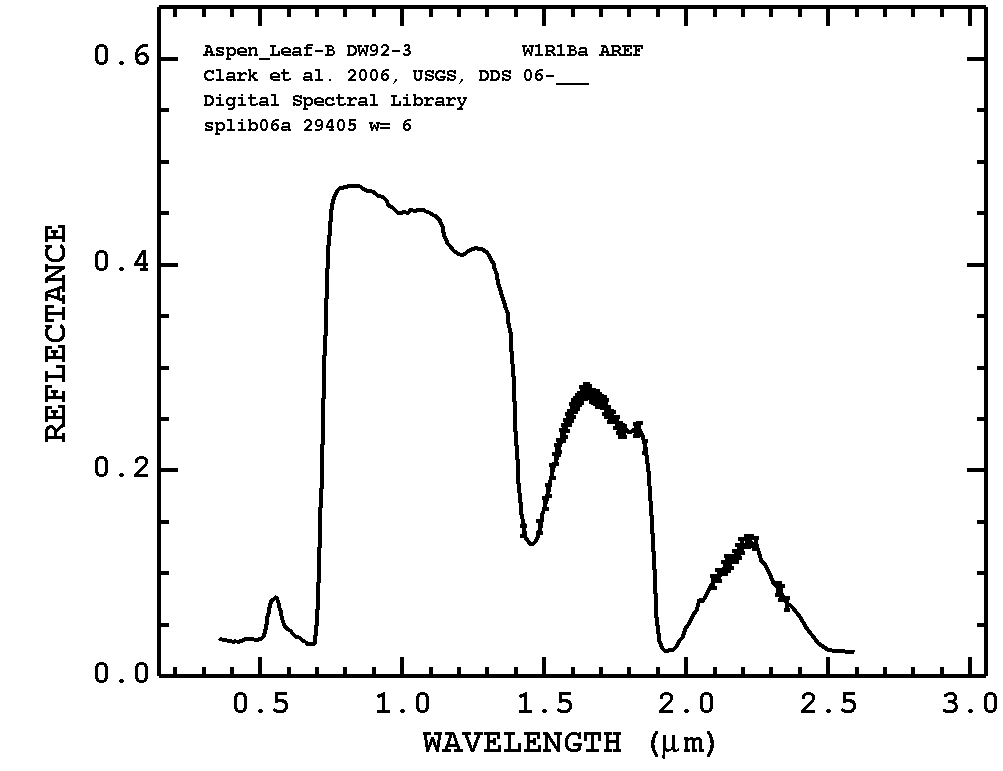 Aspen_Leaf-B DW92-3 W1R1Ba AREF
Clark et al. 2006, USGS, DDS 06-___
Digital Spectral Library
splib06a 29405 w= 6
0.6
0.4
0.2
0.0
REFLECTANCE
0.5 1.0 1.5 2.0 2.5 3.0
WAVELENGTH (μm)